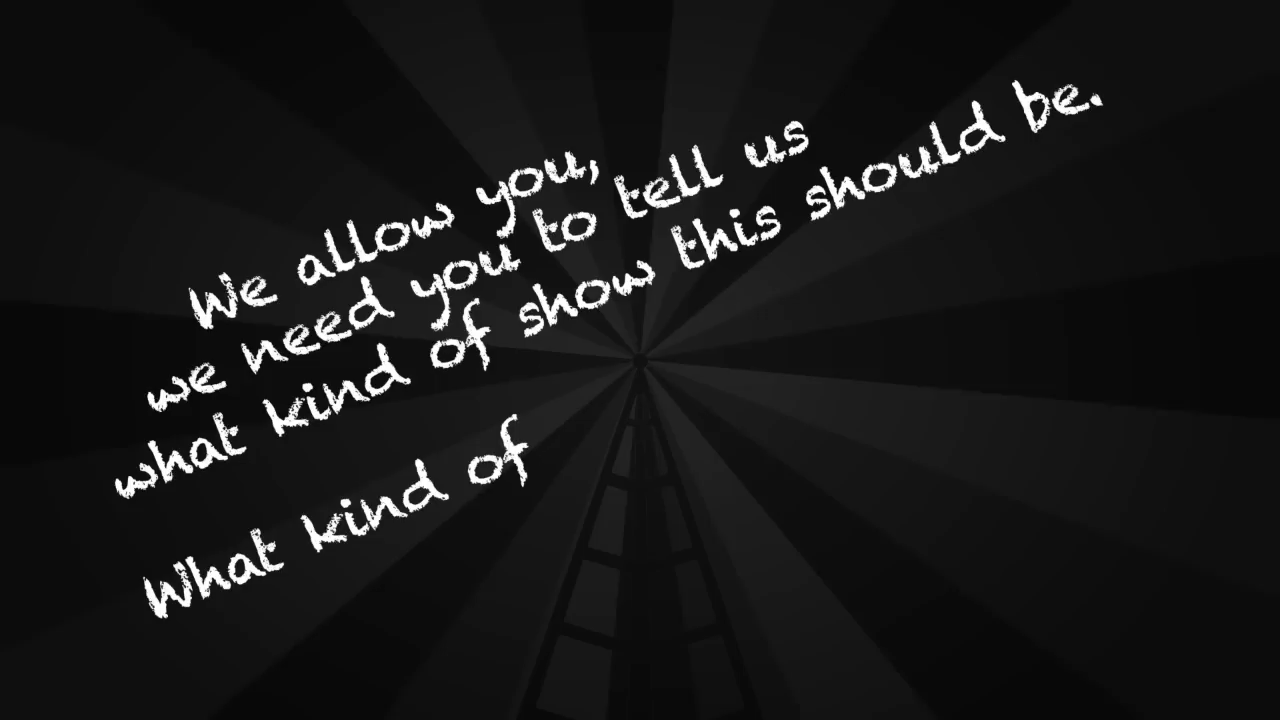 We allow you,
we need you to tell us
what kind of show this should be.
What kind of